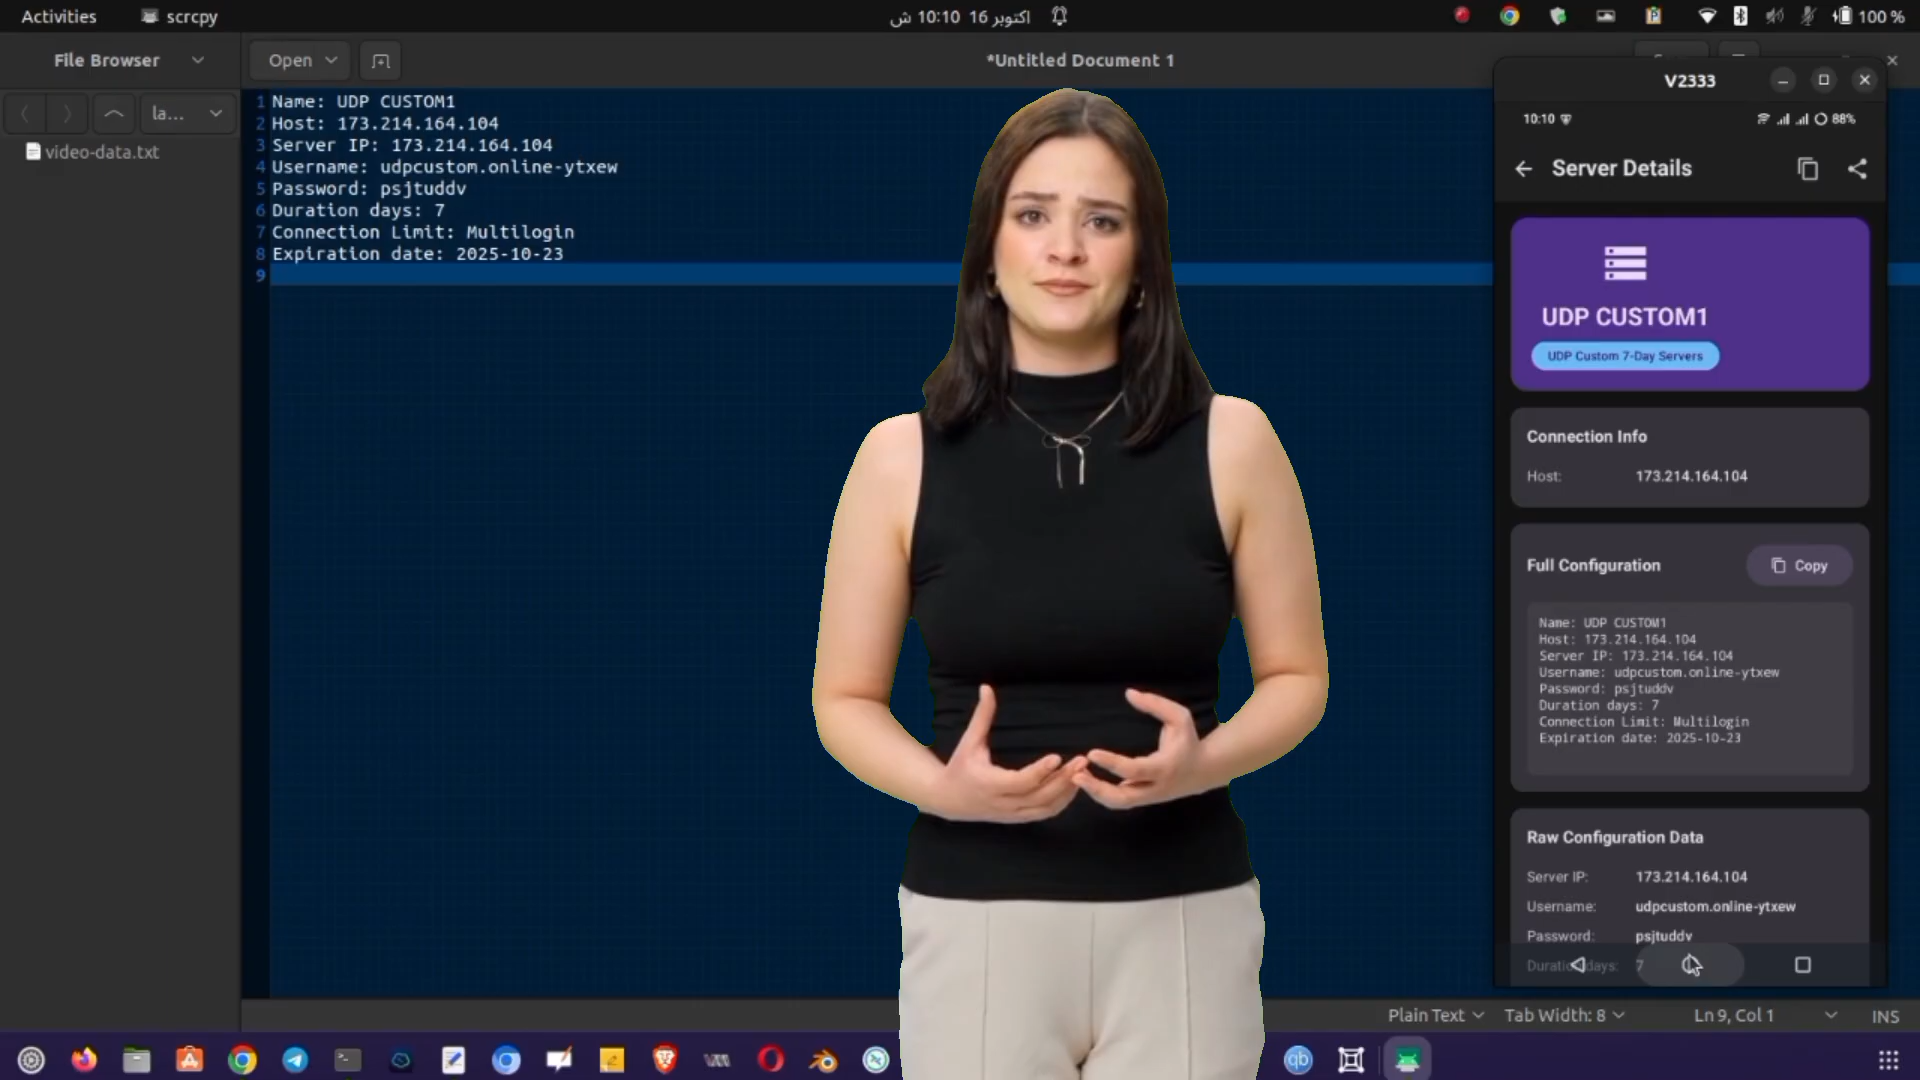 Activities
scrcpy
اکتوبر 16 10:10 ش
100 %
File Browser
Open
*Untitled Document 1
la...
video-data.txt
1 Name: UDP CUSTOM1
2 Host: 173.214.164.104
3 Server IP: 173.214.164.104
4 Username: udpcustom.online-ytxew
5 Password: psjtuddv
6 Duration days: 7
7 Connection Limit: Multilogin
8 Expiration date: 2025-10-23
9
V2333
10:10
88%
Server Details
UDP CUSTOM1
UDP Custom 7-Day Servers
Connection Info
Host: 173.214.164.104
Full Configuration
Copy
Name: UDP CUSTOM1
Host: 173.214.164.104
Server IP: 173.214.164.104
Username: udpcustom.online-ytxew
Password: psjtuddv
Duration days: 7
Connection Limit: Multilogin
Expiration date: 2025-10-23
Raw Configuration Data
Server IP: 173.214.164.104
Username: udpcustom.online-ytxew
Password: psjtuddv
Duration days: 7
Plain Text
Tab Width: 8
Ln 9, Col 1
INS
qb